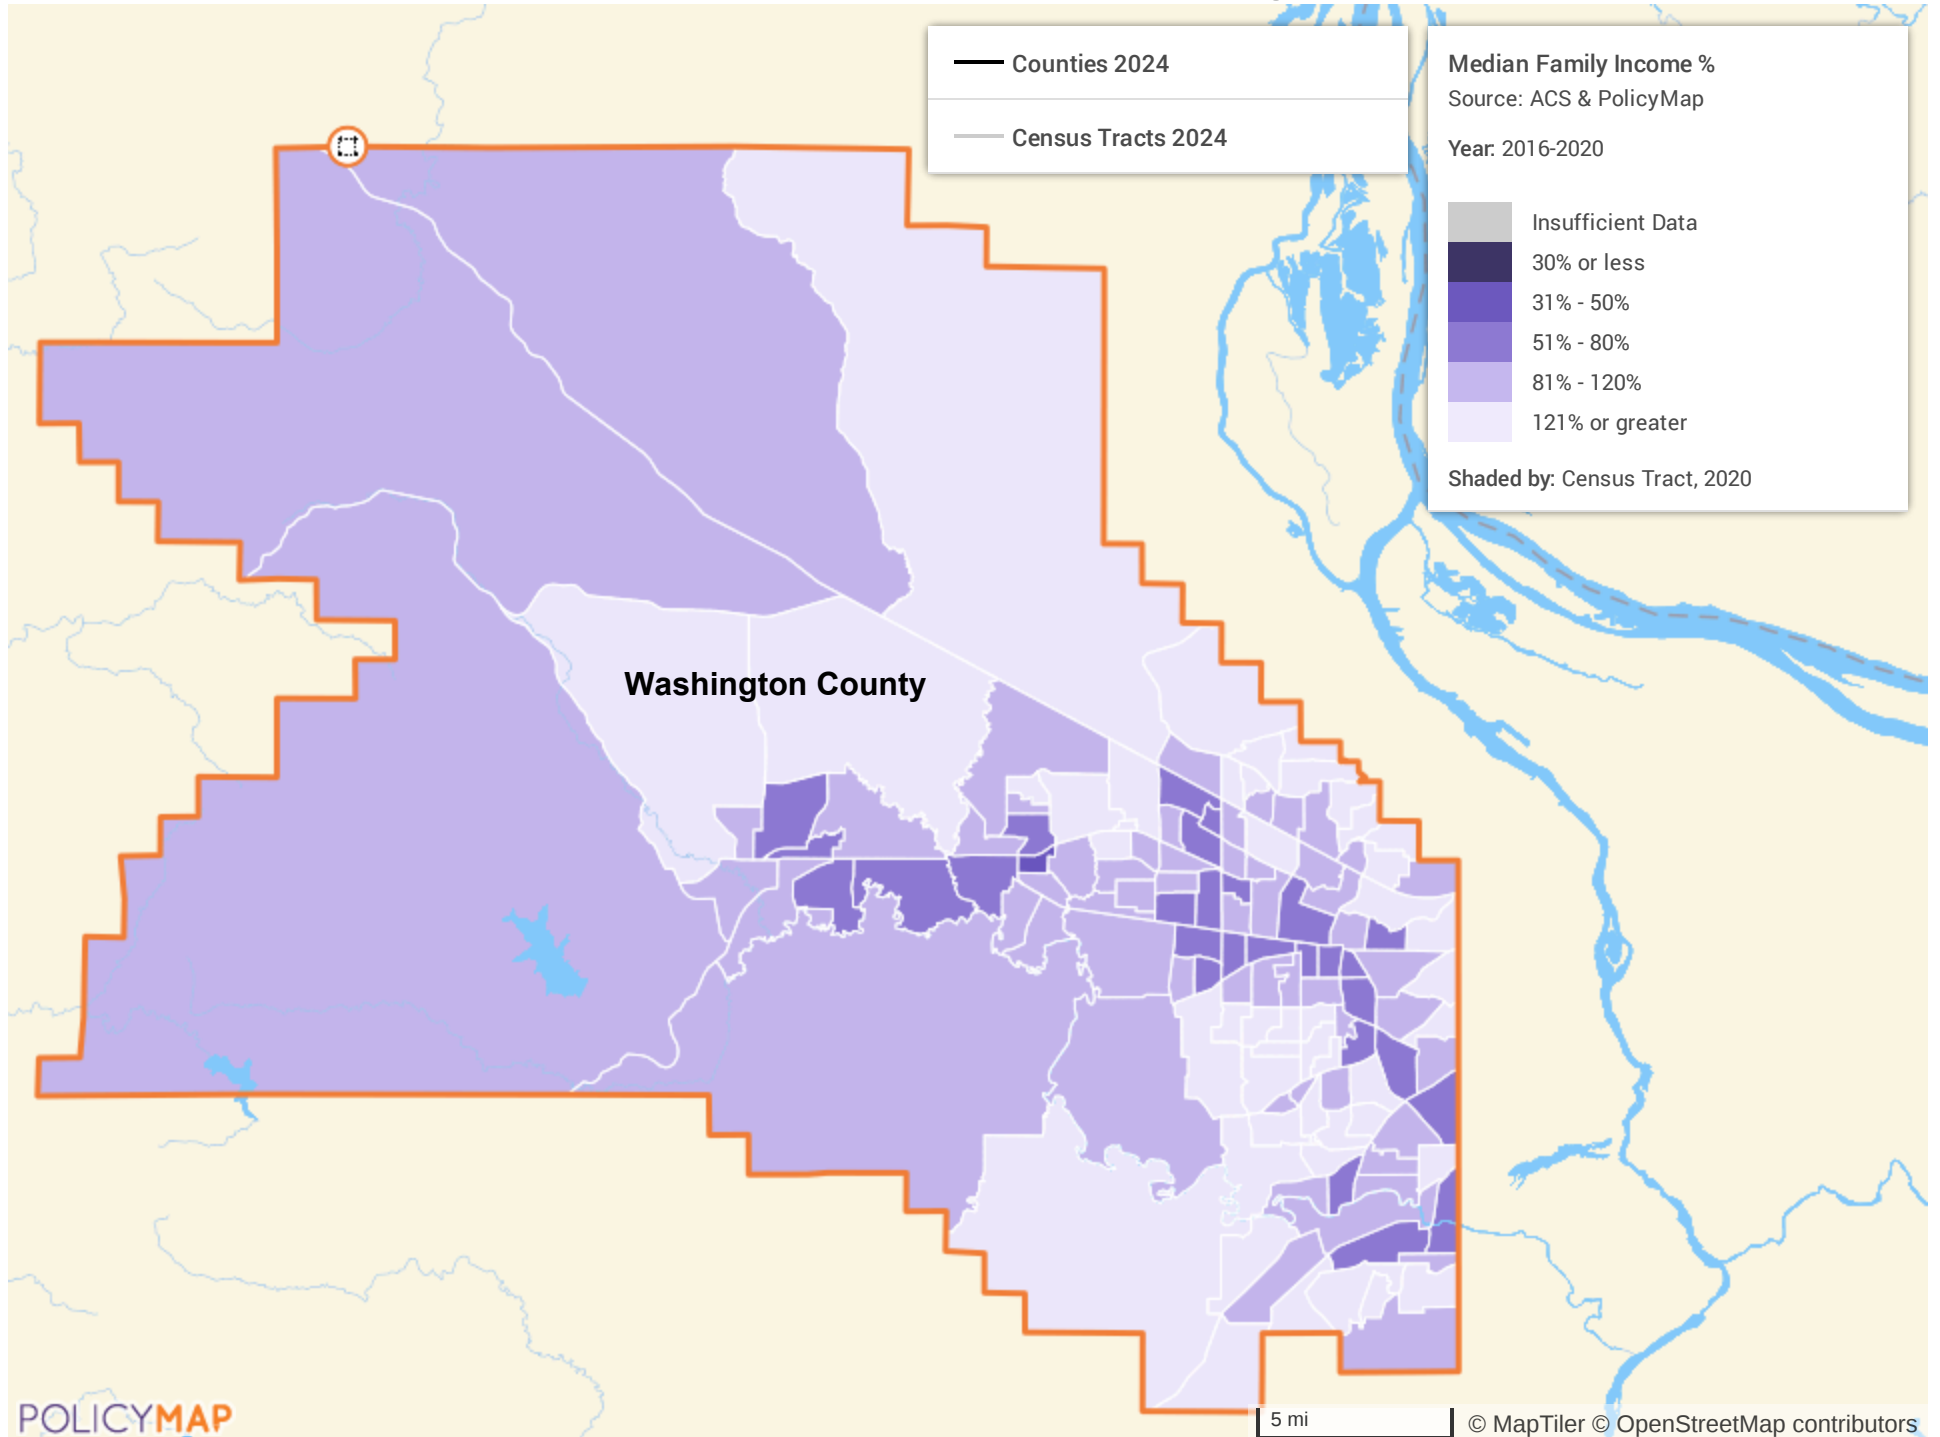 Counties 2024
Census Tracts 2024
Median Family Income %
Source: ACS & PolicyMap
Year: 2016-2020
Insufficient Data
30% or less
31% - 50%
51% - 80%
81% - 120%
121% or greater
Shaded by: Census Tract, 2020
Washington County
POLICYMAP
5 mi
© MapTiler © OpenStreetMap contributors